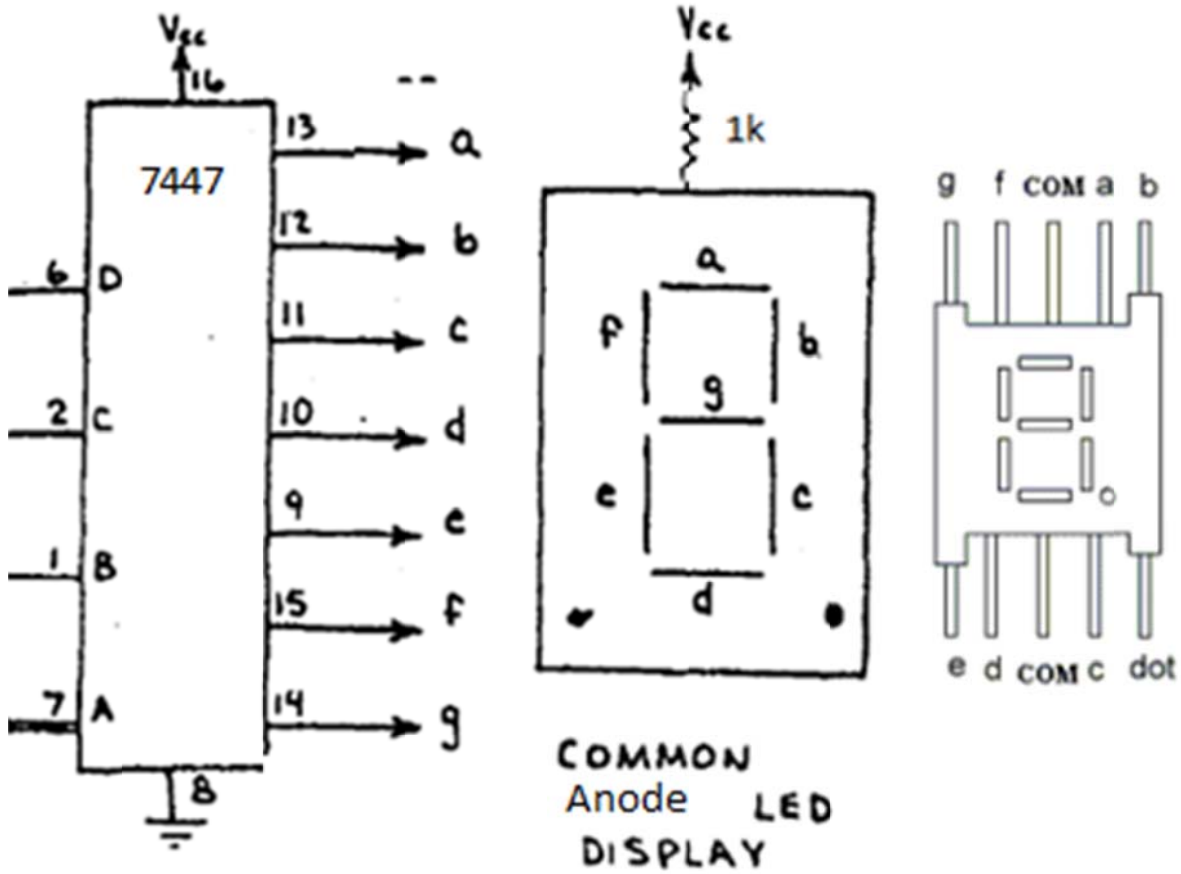 Vcc
16
7447
--
13 a
12 b
6 D
11 c
10 d
2 C
9 e
1 B
15 f
14 g
7 A
8
Vcc
1k
a
f b
g
e c
d
COMMON
Anode LED
DISPLAY
g f COM a b
e d COM c dot